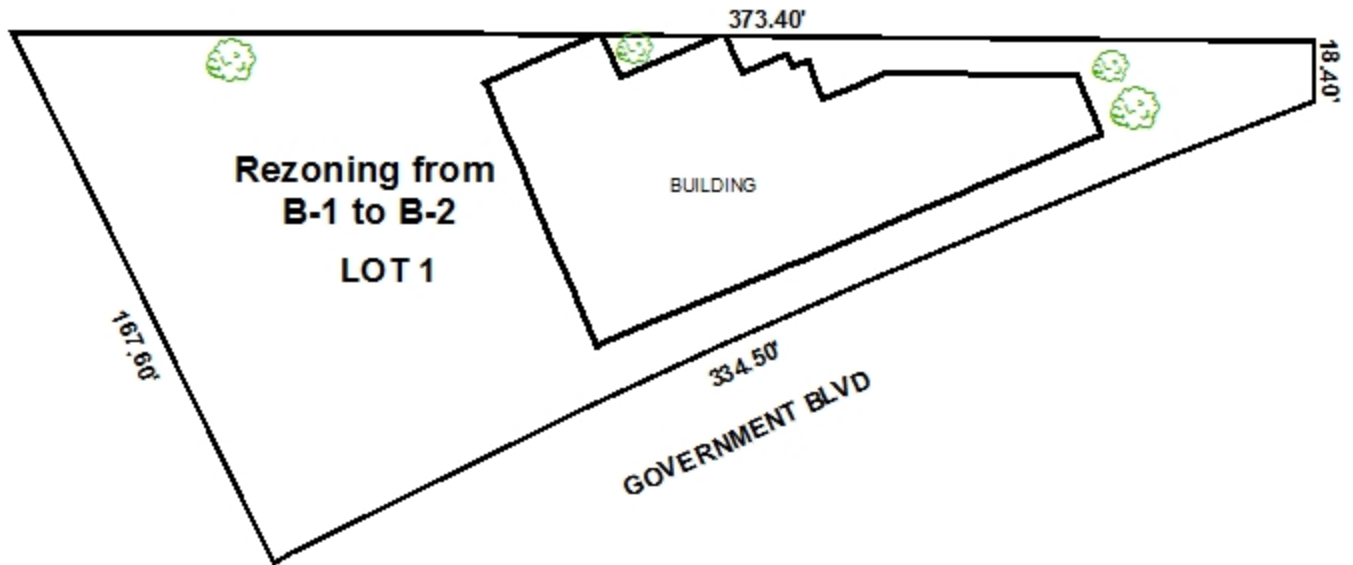 373.40'
18.40'
Rezoning from
B-1 to B-2
LOT 1
BUILDING
167.60'
334.50'
GOVERNMENT BLVD